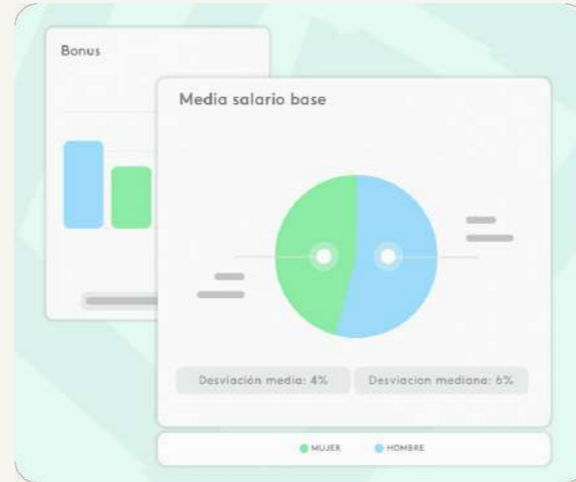 Bonus
Media salario base
Desviación media: 4%
Desviacion mediana: 6%
MUJER
HOMBRE